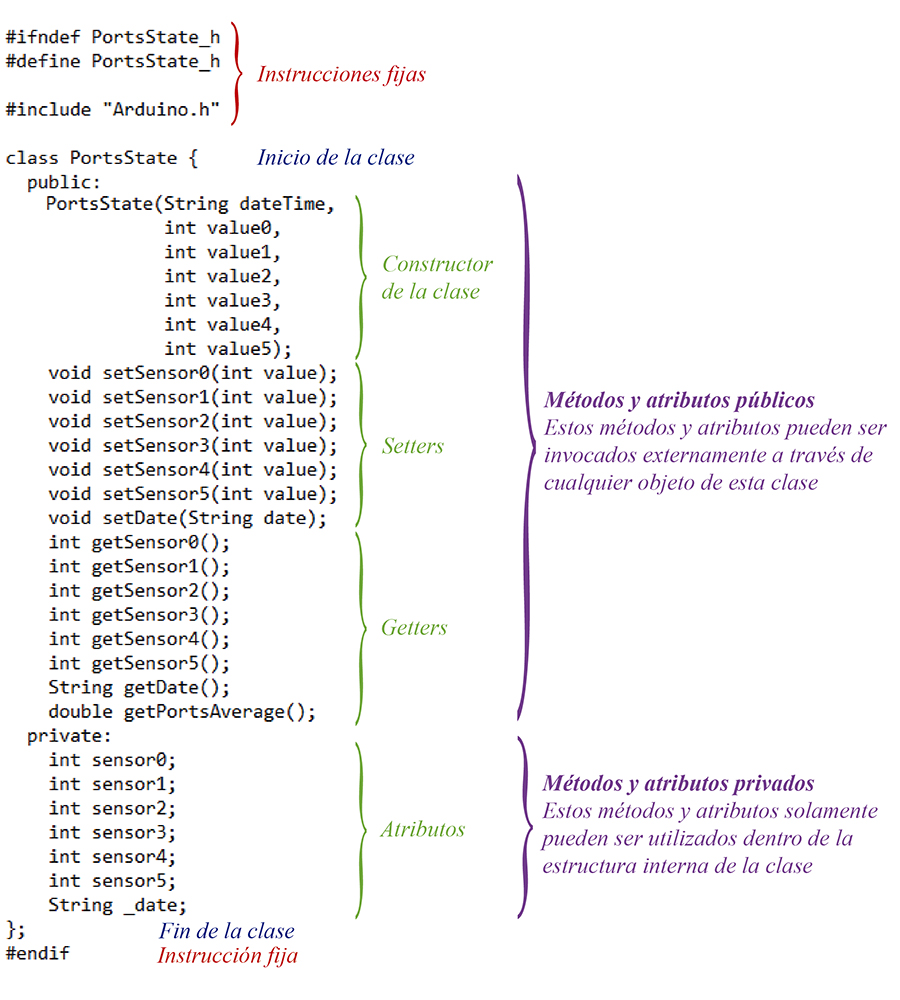 #ifndef PortsState_h
#define PortsState_h
Instrucciones fijas
#include "Arduino.h"
class PortsState {
Inicio de la clase
public:
PortsState(String dateTime,
int value0,
int value1,
int value2,
int value3,
int value4,
int value5);
Constructor
de la clase
void setSensor0(int value);
void setSensor1(int value);
void setSensor2(int value);
void setSensor3(int value);
void setSensor4(int value);
void setSensor5(int value);
void setDate(String date);
Setters
int getSensor0();
int getSensor1();
int getSensor2();
int getSensor3();
int getSensor4();
int getSensor5();
String getDate();
double getPortsAverage();
Getters
Métodos y atributos públicos
Estos métodos y atributos pueden ser
invocados externamente a través de
cualquier objeto de esta clase
private:
int sensor0;
int sensor1;
int sensor2;
int sensor3;
int sensor4;
int sensor5;
String _date;
Atributos
Métodos y atributos privados
Estos métodos y atributos solamente
pueden ser utilizados dentro de la
estructura interna de la clase
};
Fin de la clase
#endif
Instrucción fija